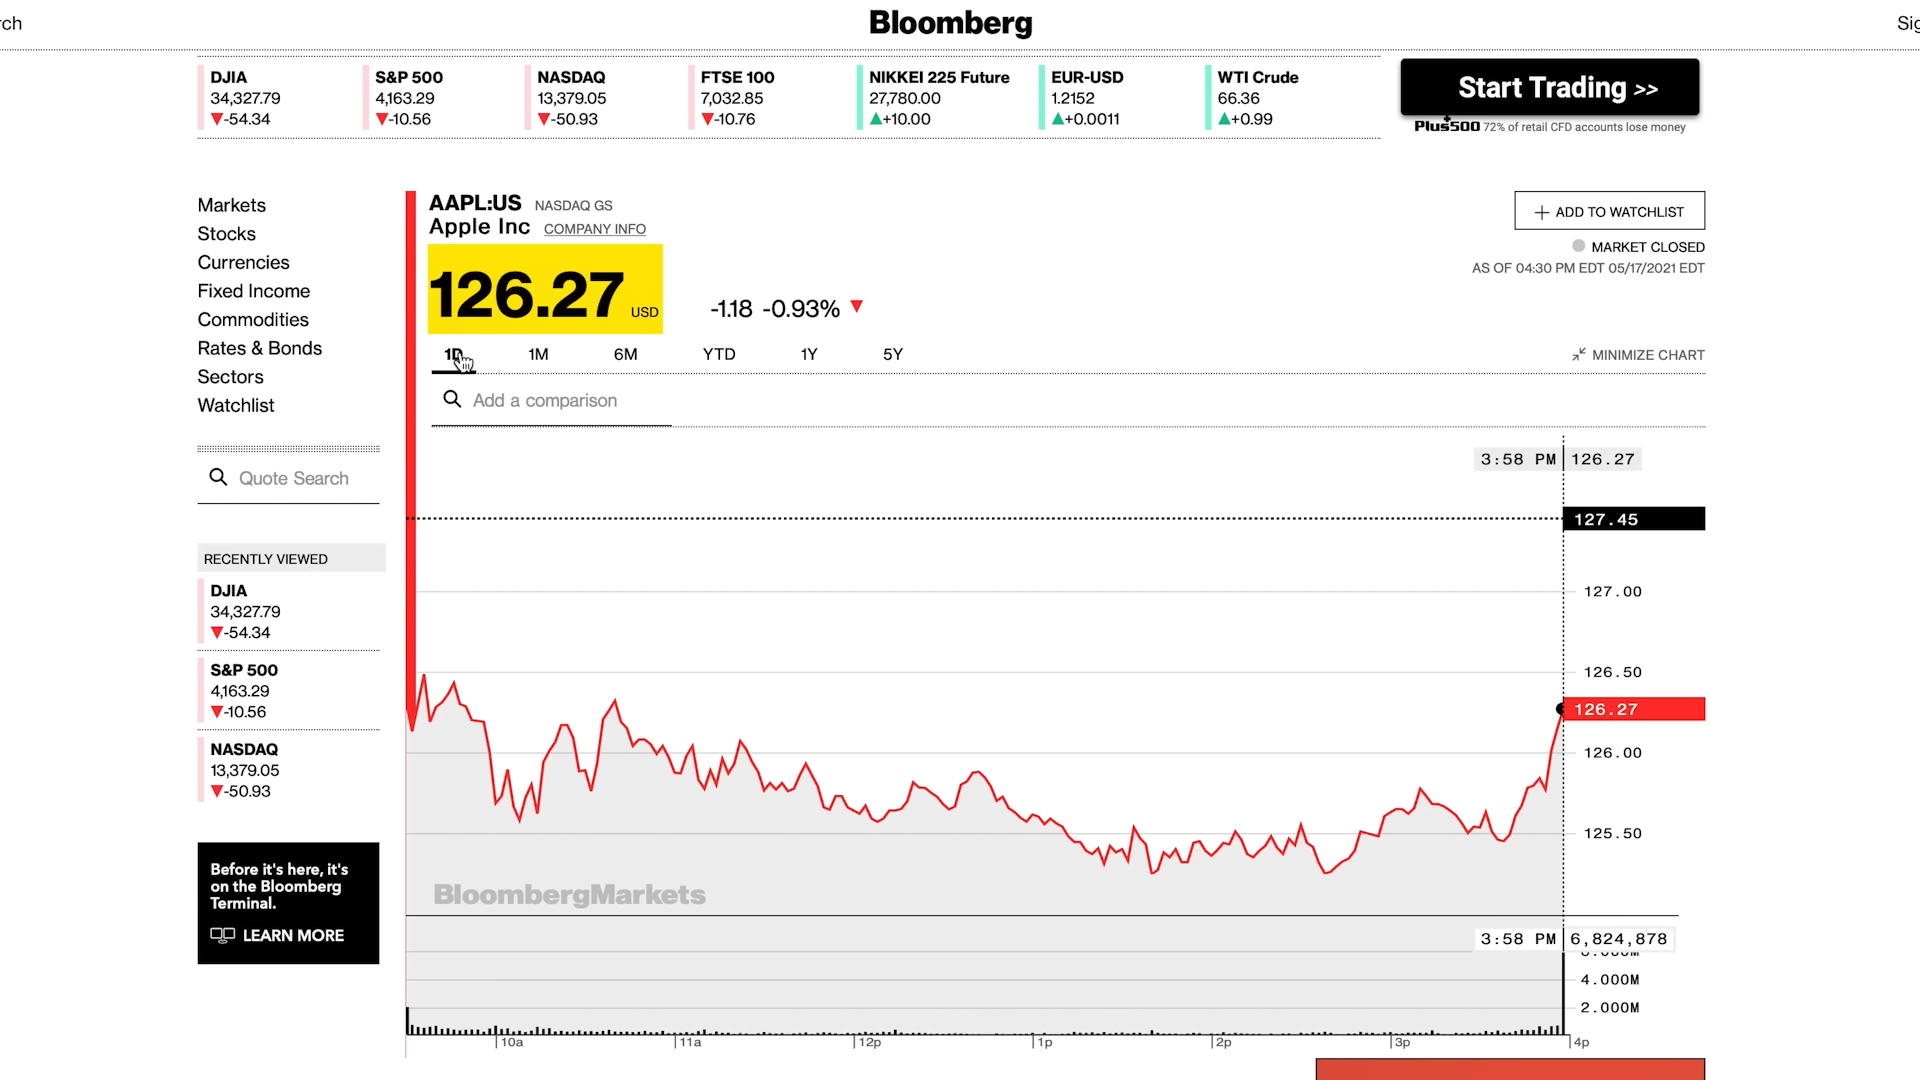 Bloomberg
DJIA
34,327.79
▼-54.34
S&P 500
4,163.29
▼-10.56
NASDAQ
13,379.05
▼-50.93
FTSE 100
7,032.85
▼-10.76
NIKKEI 225 Future
27,780.00
▲+10.00
EUR-USD
1.2152
▲+0.0011
WTI Crude
66.36
▲+0.99
Start Trading >>
Plus500 72% of retail CFD accounts lose money
Markets
Stocks
Currencies
Fixed Income
Commodities
Rates & Bonds
Sectors
Watchlist
Quote Search
RECENTLY VIEWED
DJIA
34,327.79
▼-54.34
S&P 500
4,163.29
▼-10.56
NASDAQ
13,379.05
▼-50.93
Before it's here, it's
on the Bloomberg
Terminal.
LEARN MORE
AAPL:US NASDAQ GS
Apple Inc COMPANY INFO
126.27 USD
-1.18 -0.93% ▼
+ ADD TO WATCHLIST
MARKET CLOSED
AS OF 04:30 PM EDT 05/17/2021 EDT
1D 1M 6M YTD 1Y 5Y
MINIMIZE CHART
Add a comparison
3:58 PM 126.27
127.45
127.00
126.50
126.27
126.00
125.50
BloombergMarkets
3:58 PM 6,824,878
4.000M
2.000M
10a 11a 12p 1p 2p 3p 4p